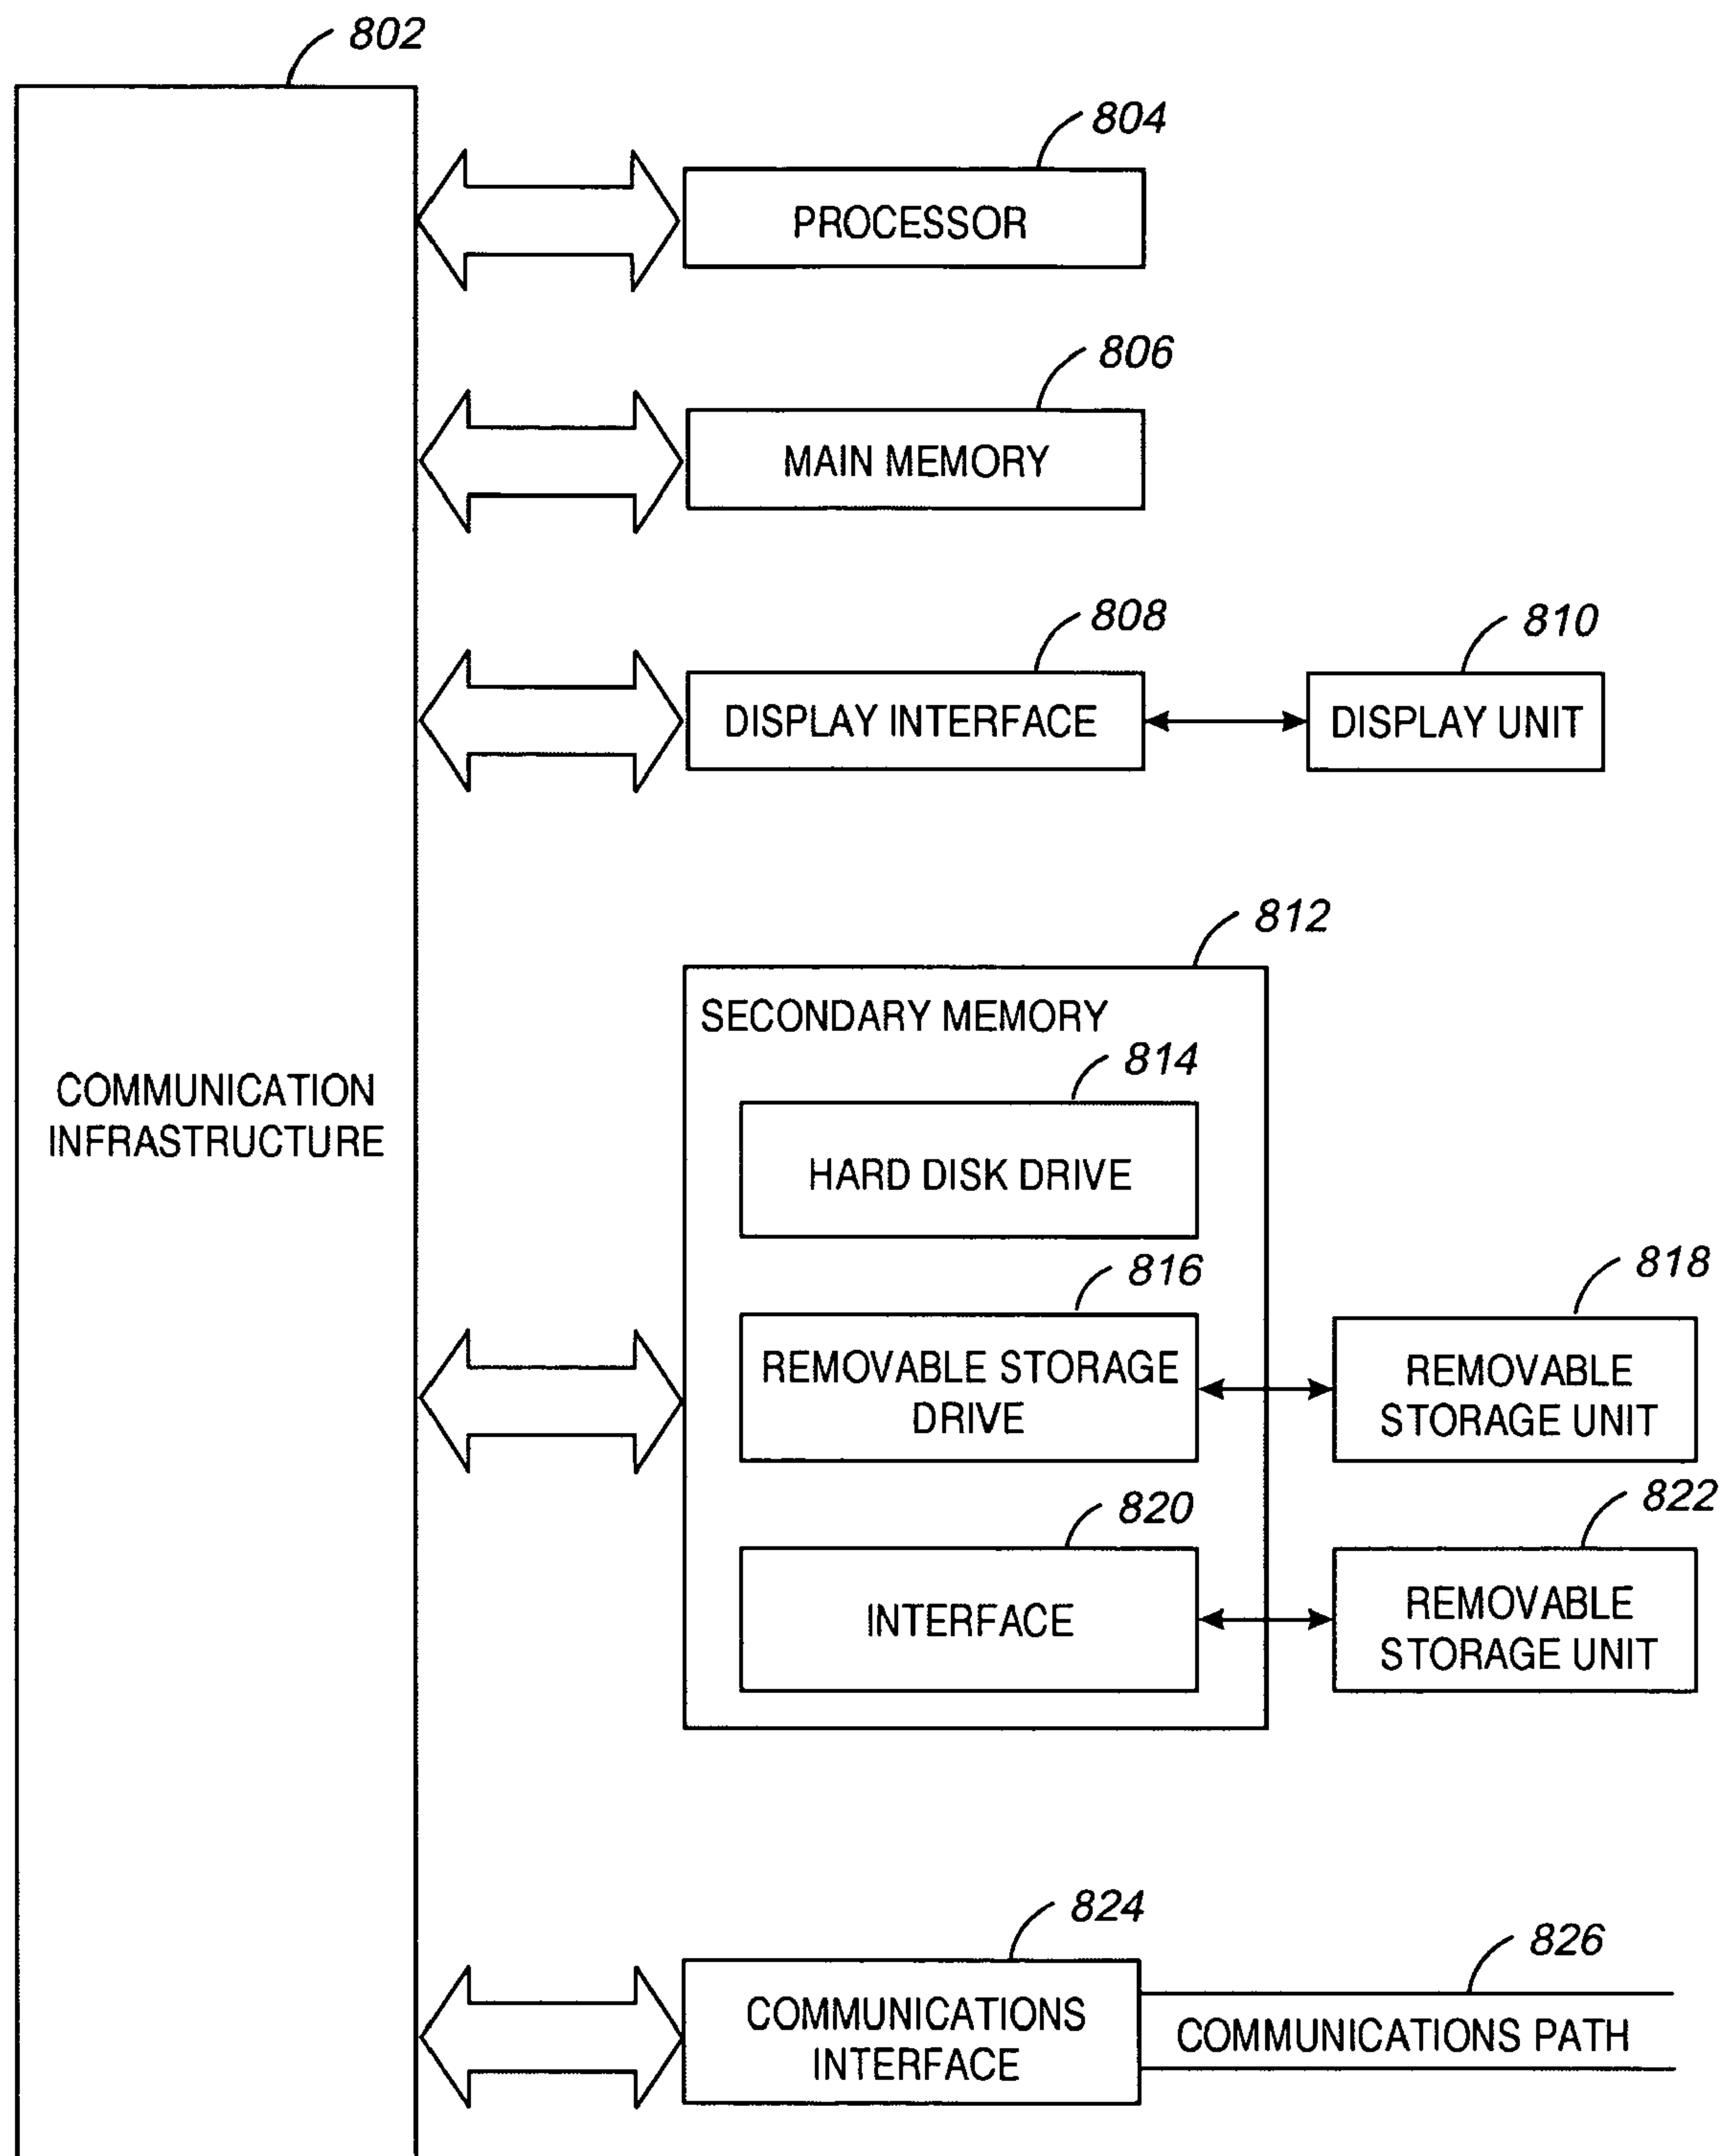 802
804
PROCESSOR
806
MAIN MEMORY
808
810
DISPLAY INTERFACE
DISPLAY UNIT
812
SECONDARY MEMORY
814
COMMUNICATION
INFRASTRUCTURE
HARD DISK DRIVE
816
818
REMOVABLE STORAGE
DRIVE
REMOVABLE
STORAGE UNIT
820
822
INTERFACE
REMOVABLE
STORAGE UNIT
824
826
COMMUNICATIONS
INTERFACE
COMMUNICATIONS PATH